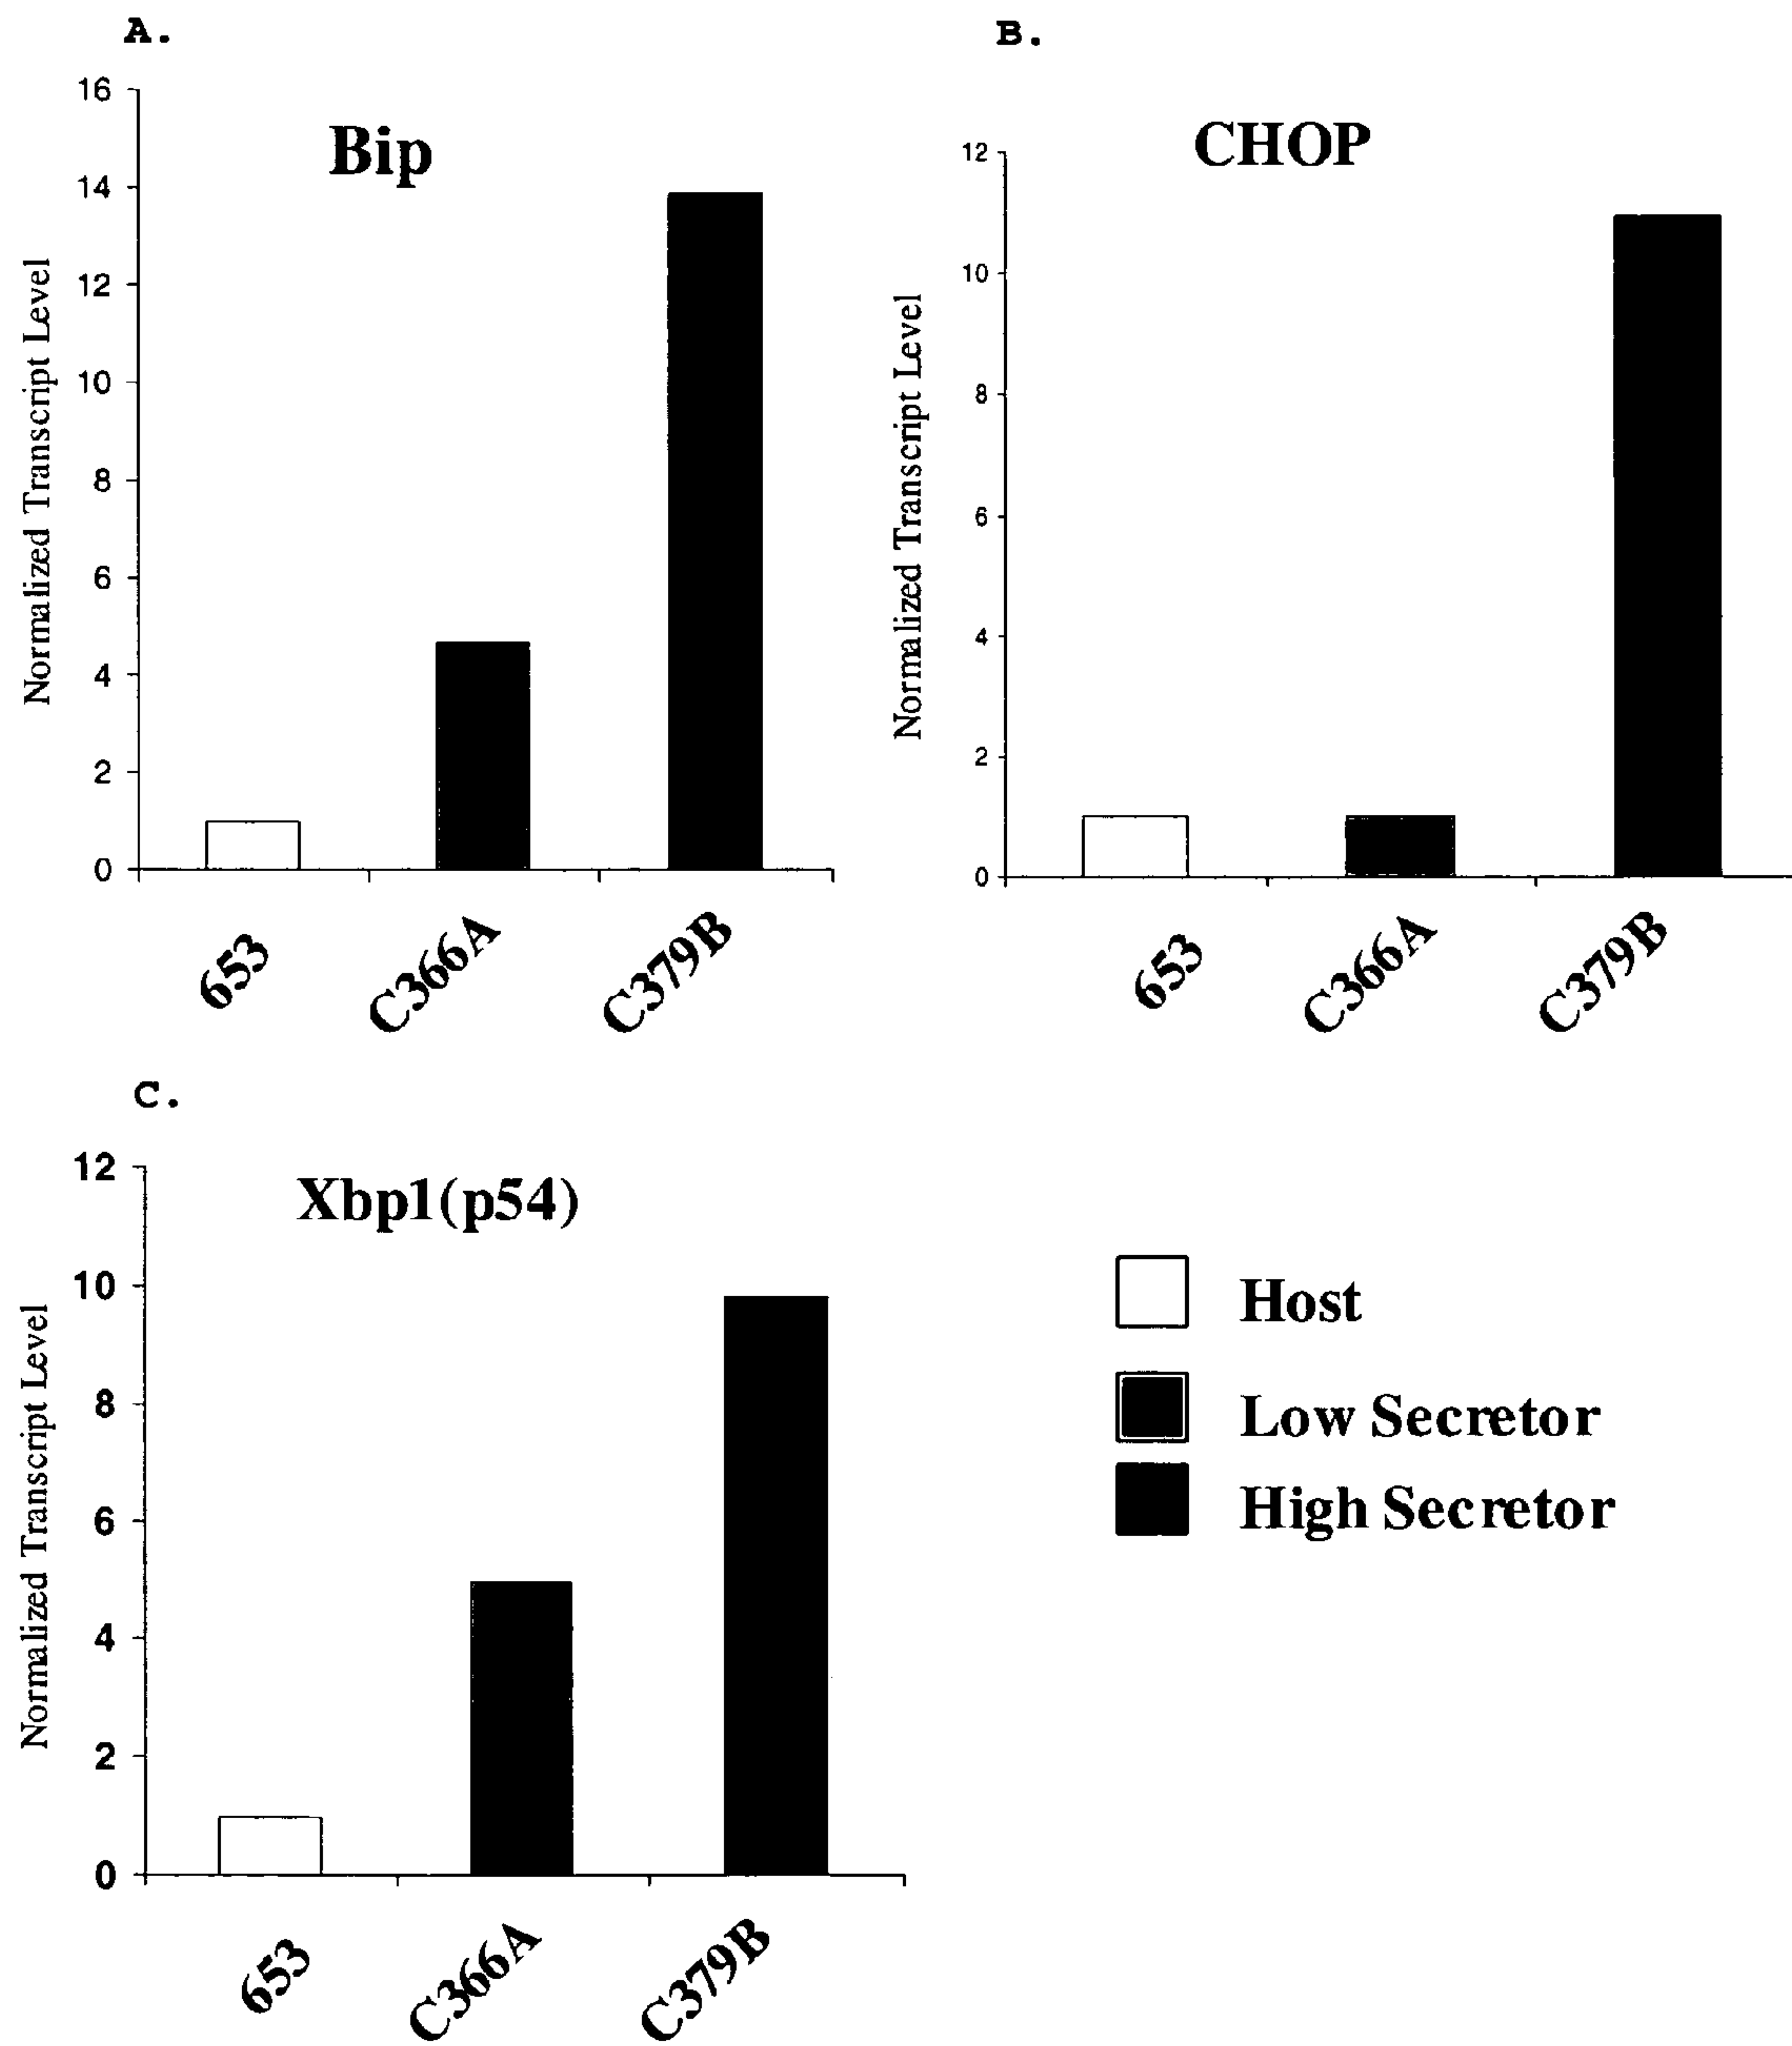 A.
Bip
Normalized Transcript Level
16
14
12
10
8
6
4
2
0
653
C366A
C379B
B.
CHOP
Normalized Transcript Level
12
10
8
6
4
2
0
653
C366A
C379B
C.
Xbp1(p54)
Normalized Transcript Level
12
10
8
6
4
2
0
653
C366A
C379B
Host
Low Secretor
High Secretor